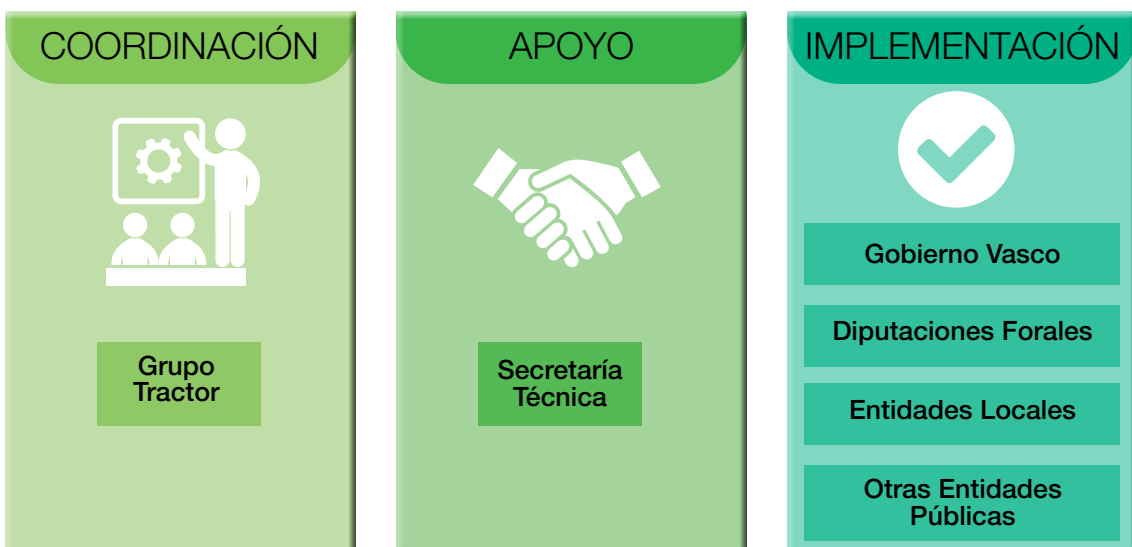 COORDINACIÓN
Grupo
Tractor
APOYO
Secretaría
Técnica
IMPLEMENTACIÓN
Gobierno Vasco
Diputaciones Forales
Entidades Locales
Otras Entidades
Públicas